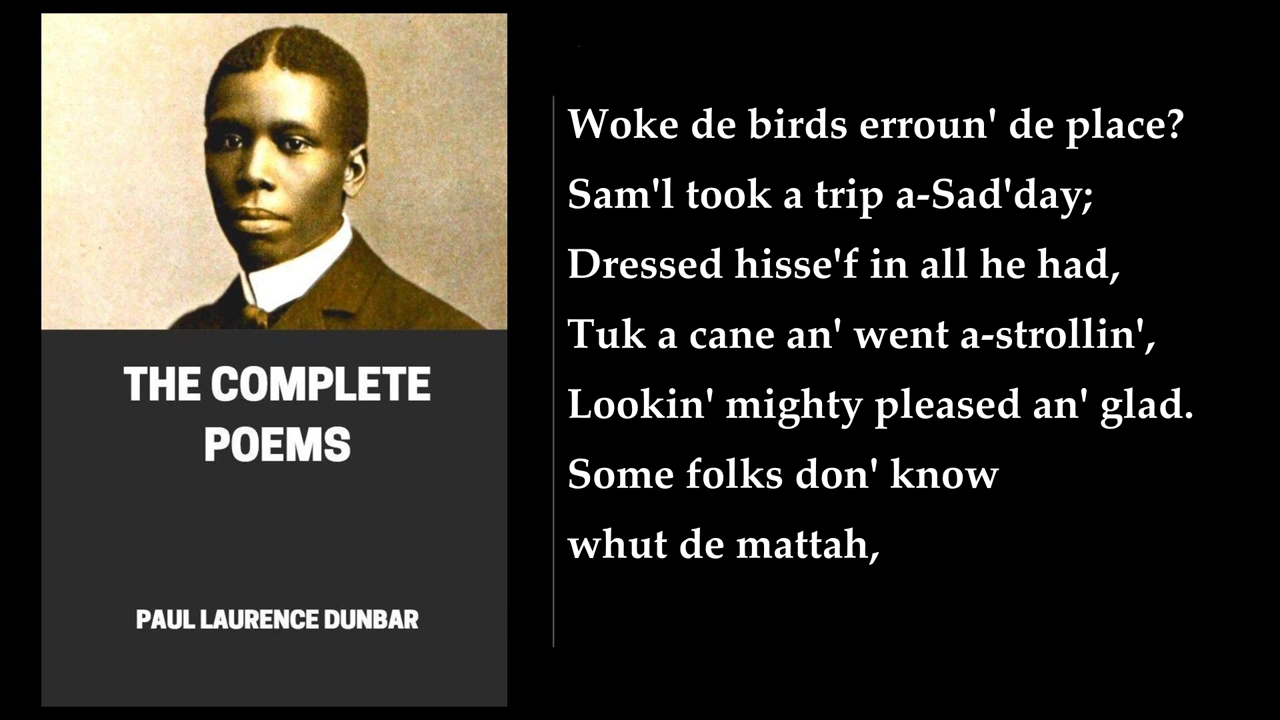 THE COMPLETE
POEMS
PAUL LAURENCE DUNBAR
Woke de birds erroun' de place?
Sam'l took a trip a-Sad'day;
Dressed hisse'f in all he had,
Tuk a cane an' went a-strollin',
Lookin' mighty pleased an' glad.
Some folks don' know
whut de mattah,